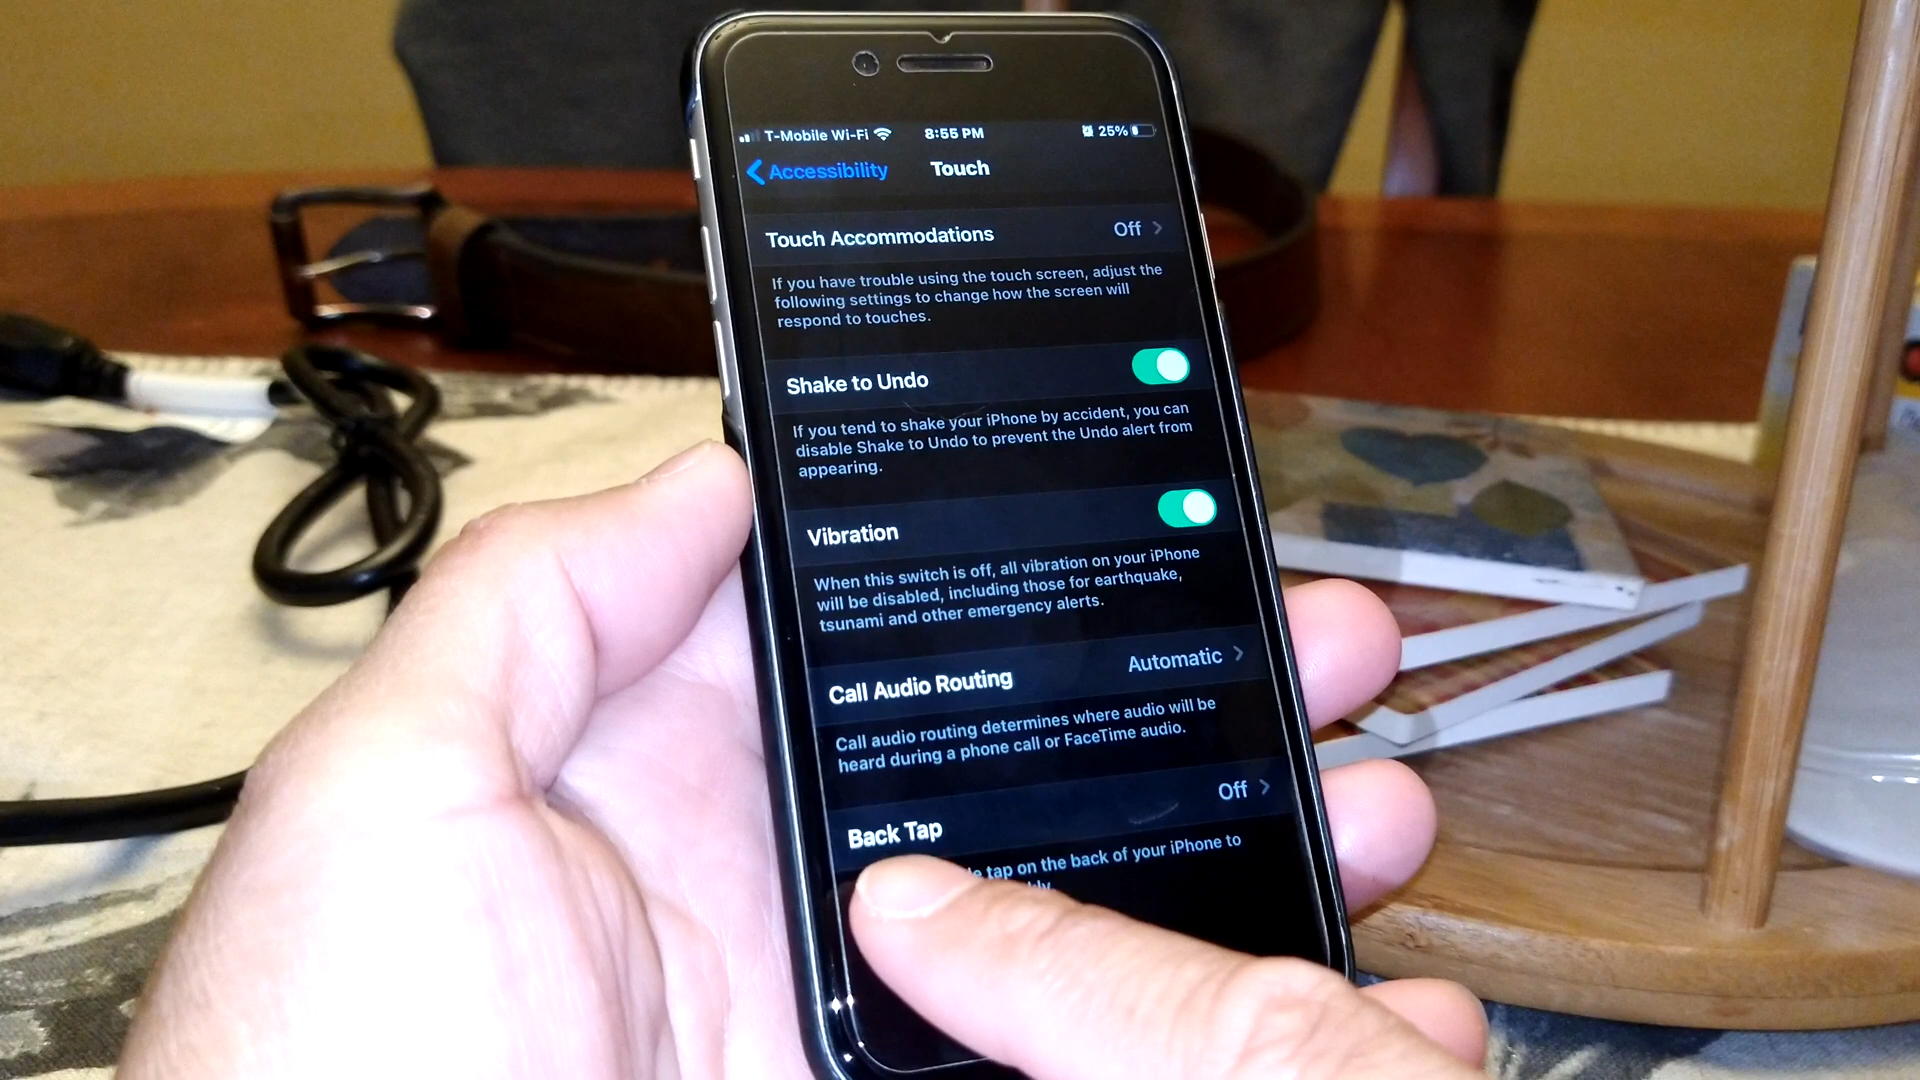 T-Mobile Wi-Fi 8:55 PM 25%
Accessibility Touch
Touch Accommodations Off
If you have trouble using the touch screen, adjust the
following settings to change how the screen will
respond to touches.
Shake to Undo
If you tend to shake your iPhone by accident, you can
disable Shake to Undo to prevent the Undo alert from
appearing.
Vibration
When this switch is off, all vibration on your iPhone
will be disabled, including those for earthquake,
tsunami and other emergency alerts.
Call Audio Routing Automatic
Call audio routing determines where audio will be
heard during a phone call or FaceTime audio.
Back Tap Off
tap on the back of your iPhone to